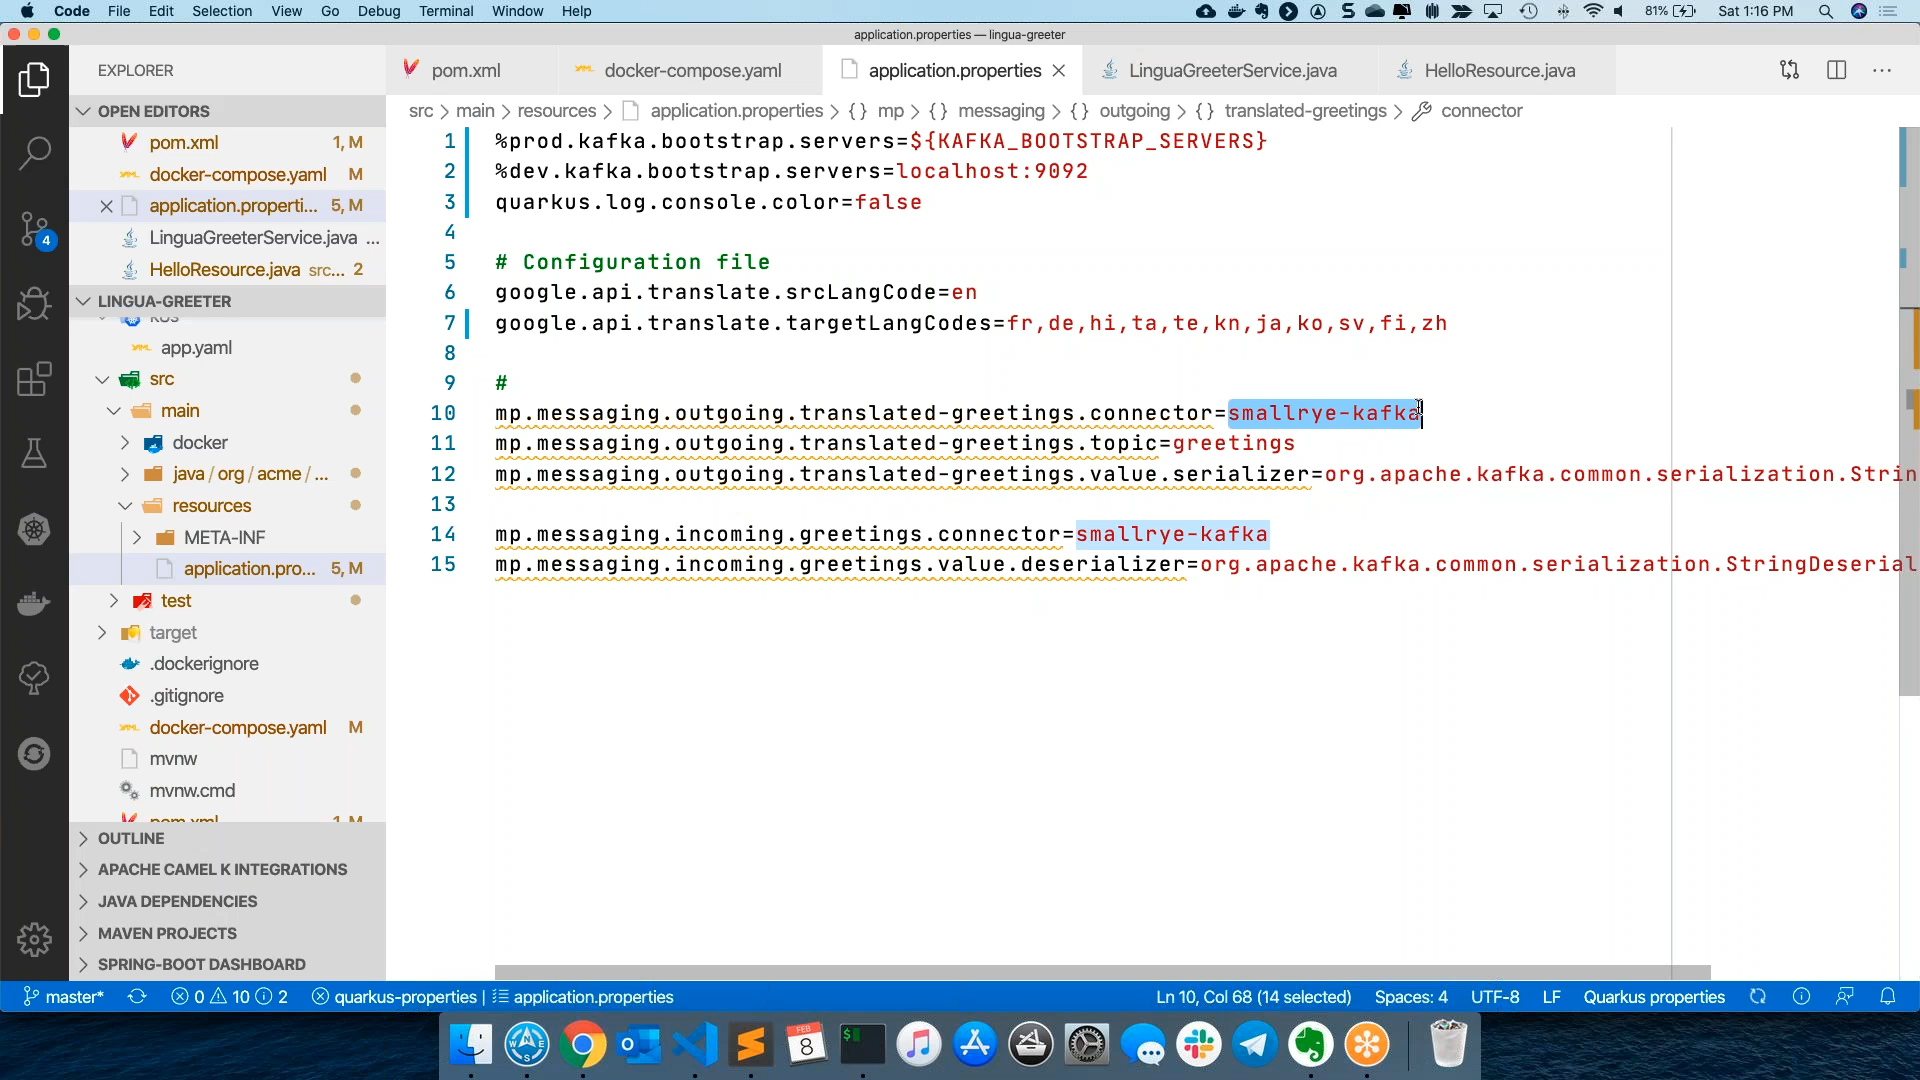 Code File Edit Selection View Go Debug Terminal Window Help 81% Sat 1:16 PM
application.properties — lingua-greeter
EXPLORER
pom.xml docker-compose.yaml application.properties LinguaGreeterService.java HelloResource.java
OPEN EDITORS
pom.xml 1, M
docker-compose.yaml M
application.properti... 5, M
LinguaGreeterService.java ...
HelloResource.java src... 2
LINGUA-GREETER
app.yaml
src
main
docker
java / org / acme / ...
resources
META-INF
application.pro... 5, M
test
target
.dockerignore
.gitignore
docker-compose.yaml M
mvnw
mvnw.cmd
pom.xml 1, M
OUTLINE
APACHE CAMEL K INTEGRATIONS
JAVA DEPENDENCIES
MAVEN PROJECTS
SPRING-BOOT DASHBOARD
4
src > main > resources > application.properties > {} mp > {} messaging > {} outgoing > {} translated-greetings > connector
1 %prod.kafka.bootstrap.servers=${KAFKA_BOOTSTRAP_SERVERS}
2 %dev.kafka.bootstrap.servers=localhost:9092
3 quarkus.log.console.color=false
4
5 # Configuration file
6 google.api.translate.srcLangCode=en
7 google.api.translate.targetLangCodes=fr,de,hi,ta,te,kn,ja,ko,sv,fi,zh
8
9 #
10 mp.messaging.outgoing.translated-greetings.connector=smallrye-kafka
11 mp.messaging.outgoing.translated-greetings.topic=greetings
12 mp.messaging.outgoing.translated-greetings.value.serializer=org.apache.kafka.common.serialization.Strin
13
14 mp.messaging.incoming.greetings.connector=smallrye-kafka
15 mp.messaging.incoming.greetings.value.deserializer=org.apache.kafka.common.serialization.StringDeserial
master* 0 10 2 quarkus-properties | application.properties Ln 10, Col 68 (14 selected) Spaces: 4 UTF-8 LF Quarkus properties
FEB
8